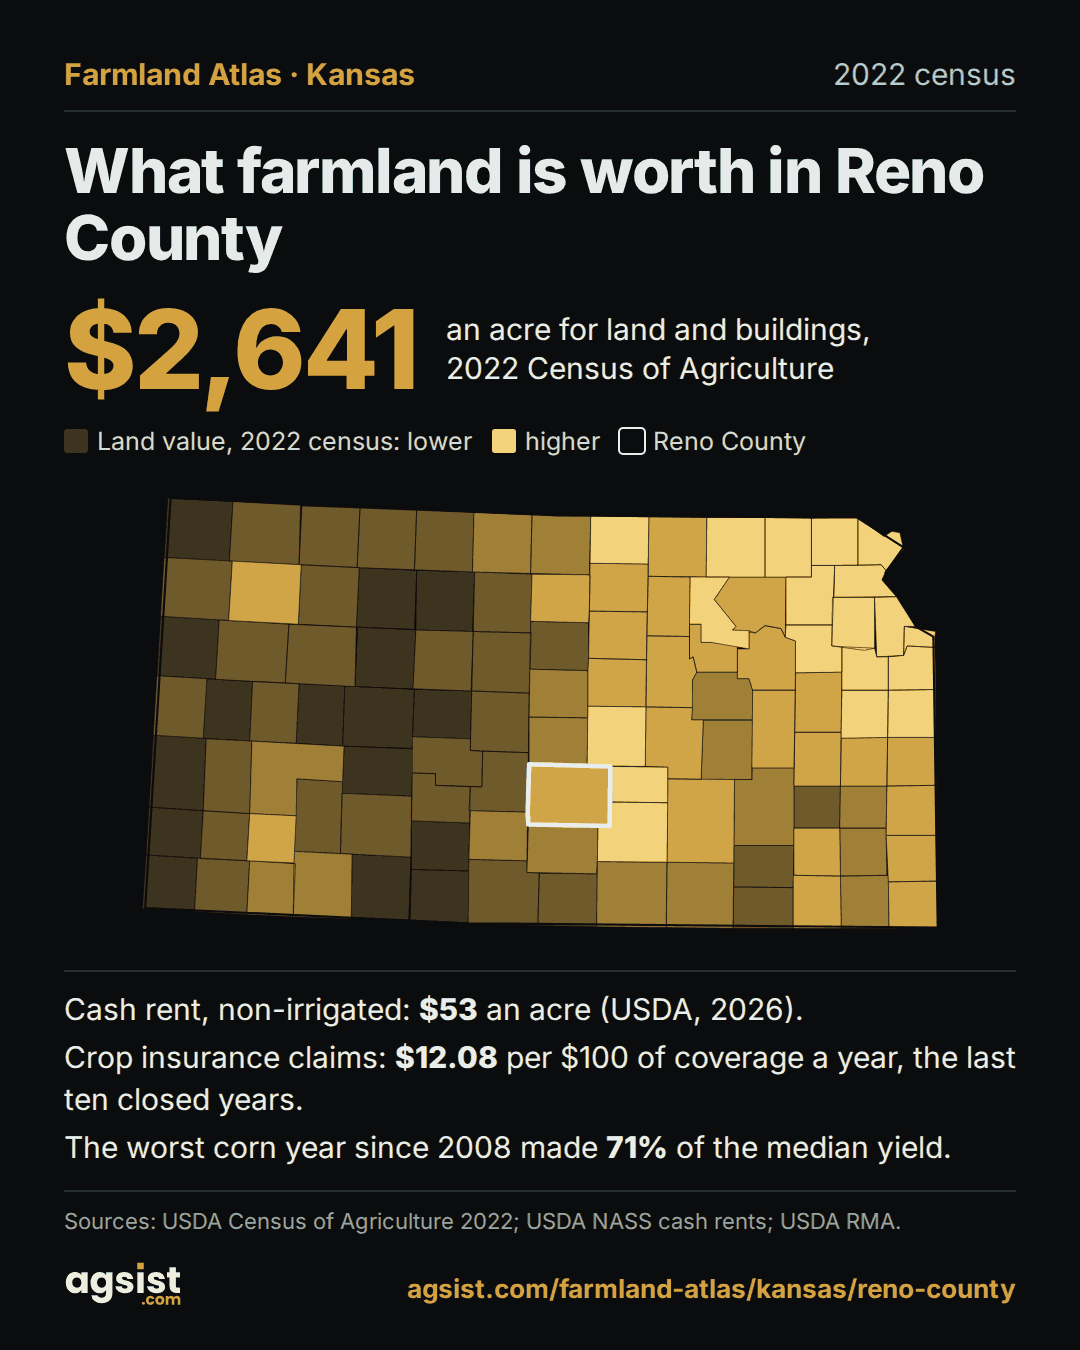 Farmland Atlas · Kansas
2022 census
What farmland is worth in Reno
County
$2,641
an acre for land and buildings,
2022 Census of Agriculture
Land value, 2022 census: lower
higher
Reno County
Cash rent, non-irrigated: $53 an acre (USDA, 2026).
Crop insurance claims: $12.08 per $100 of coverage a year, the last
ten closed years.
The worst corn year since 2008 made 71% of the median yield.
Sources: USDA Census of Agriculture 2022; USDA NASS cash rents; USDA RMA.
agsist
.com
agsist.com/farmland-atlas/kansas/reno-county